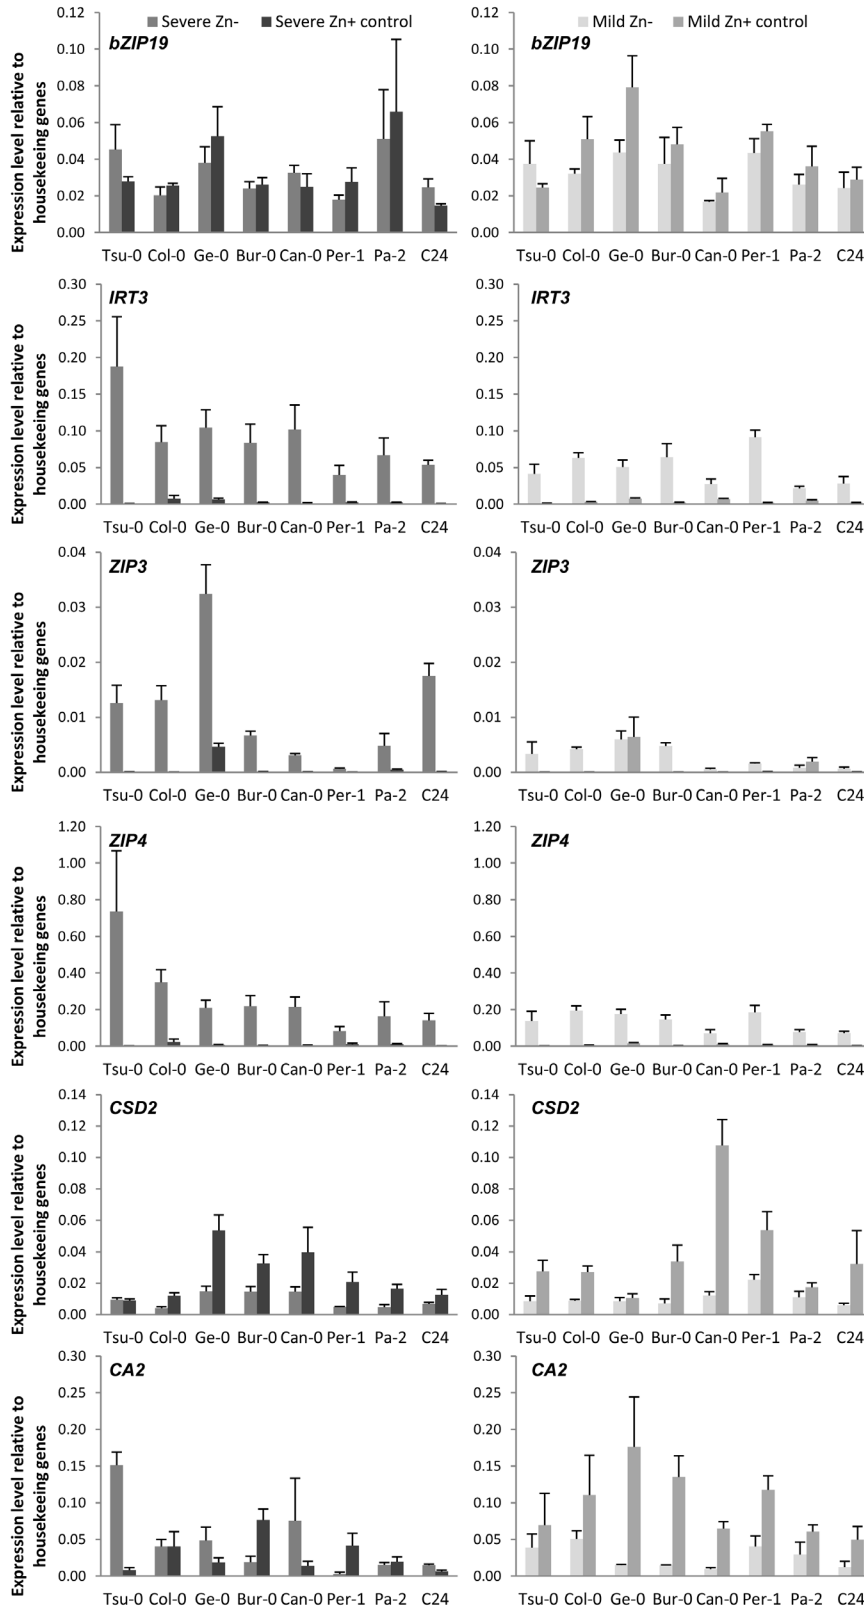 Severe Zn- Severe Zn+ control
bZIP19
Expression level relative to
housekeeing genes
0.12
0.10
0.08
0.06
0.04
0.02
0.00
Tsu-0 Col-0 Ge-0 Bur-0 Can-0 Per-1 Pa-2 C24
Mild Zn- Mild Zn+ control
bZIP19
0.12
0.10
0.08
0.06
0.04
0.02
0.00
Tsu-0 Col-0 Ge-0 Bur-0 Can-0 Per-1 Pa-2 C24
IRT3
Expression level relative to
housekeeing genes
0.30
0.25
0.20
0.15
0.10
0.05
0.00
Tsu-0 Col-0 Ge-0 Bur-0 Can-0 Per-1 Pa-2 C24
IRT3
0.30
0.25
0.20
0.15
0.10
0.05
0.00
Tsu-0 Col-0 Ge-0 Bur-0 Can-0 Per-1 Pa-2 C24
ZIP3
Expression level relative to
housekeeing genes
0.04
0.03
0.02
0.01
0.00
Tsu-0 Col-0 Ge-0 Bur-0 Can-0 Per-1 Pa-2 C24
ZIP3
0.04
0.03
0.02
0.01
0.00
Tsu-0 Col-0 Ge-0 Bur-0 Can-0 Per-1 Pa-2 C24
ZIP4
Expression level relative to
housekeeing genes
1.20
1.00
0.80
0.60
0.40
0.20
0.00
Tsu-0 Col-0 Ge-0 Bur-0 Can-0 Per-1 Pa-2 C24
ZIP4
1.20
1.00
0.80
0.60
0.40
0.20
0.00
Tsu-0 Col-0 Ge-0 Bur-0 Can-0 Per-1 Pa-2 C24
CSD2
Expression level relative to
housekeeing genes
0.14
0.12
0.10
0.08
0.06
0.04
0.02
0.00
Tsu-0 Col-0 Ge-0 Bur-0 Can-0 Per-1 Pa-2 C24
CSD2
0.14
0.12
0.10
0.08
0.06
0.04
0.02
0.00
Tsu-0 Col-0 Ge-0 Bur-0 Can-0 Per-1 Pa-2 C24
CA2
Expression level relative to
housekeeing genes
0.30
0.25
0.20
0.15
0.10
0.05
0.00
Tsu-0 Col-0 Ge-0 Bur-0 Can-0 Per-1 Pa-2 C24
CA2
0.30
0.25
0.20
0.15
0.10
0.05
0.00
Tsu-0 Col-0 Ge-0 Bur-0 Can-0 Per-1 Pa-2 C24